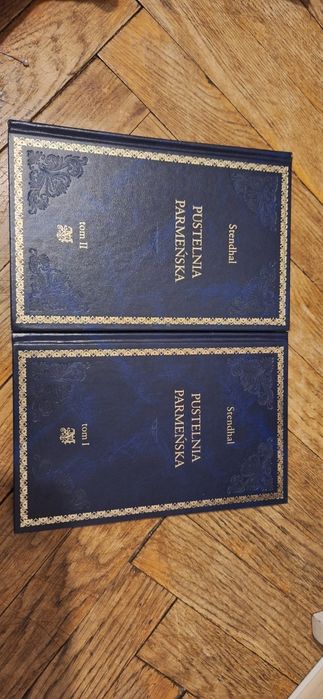 Stendhal
PUSTELNIA
PARMEŃSKA
tom II
Stendhal
PUSTELNIA
PARMEŃSKA
tom I